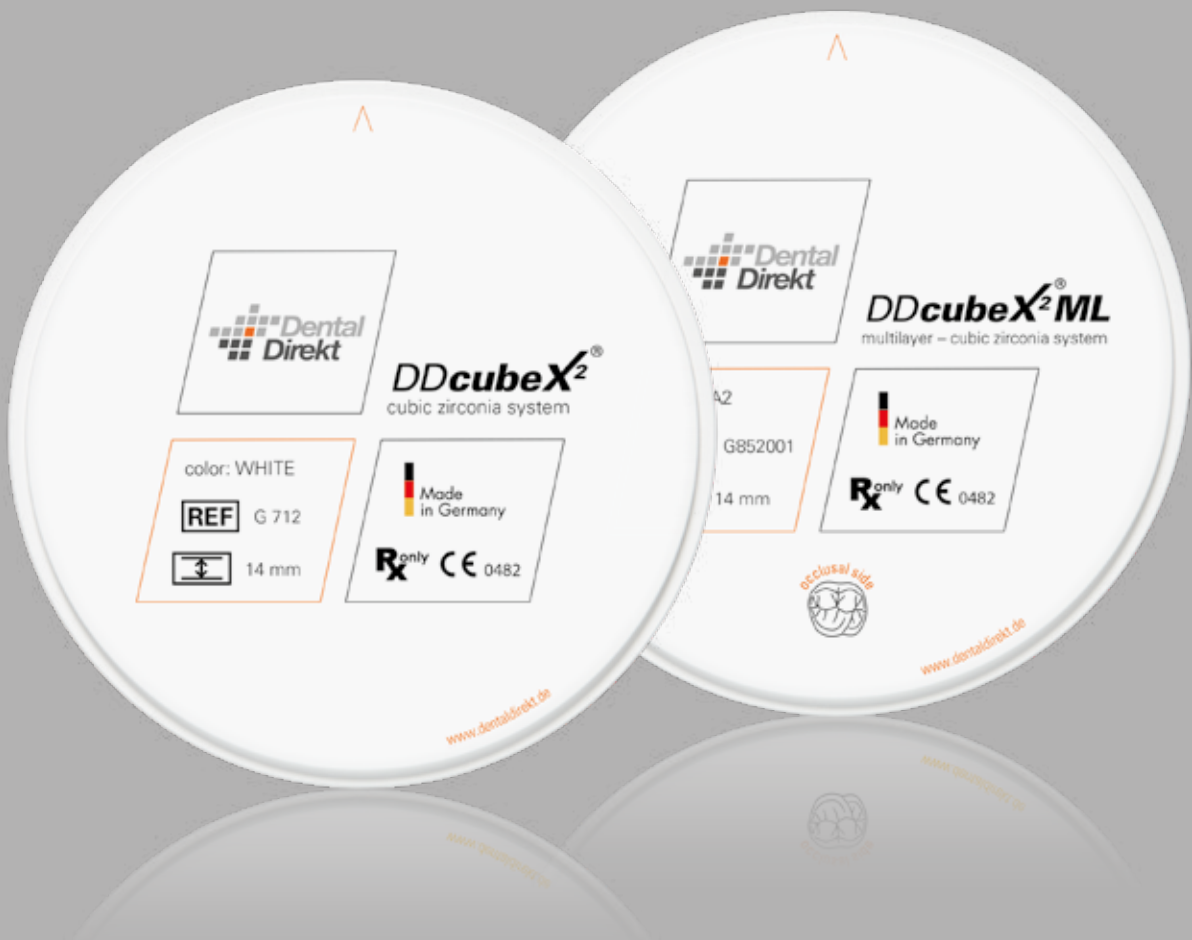 Dental
Direkt
DDcubeX²®
cubic zirconia system
color: WHITE
REF G 712
14 mm
Made
in Germany
Rx only CE 0482
www.dentaldirekt.de
Dental
Direkt
DDcubeX²® ML
multilayer – cubic zirconia system
A2
G852001
14 mm
Made
in Germany
Rx only CE 0482
occlusal side
www.dentaldirekt.de